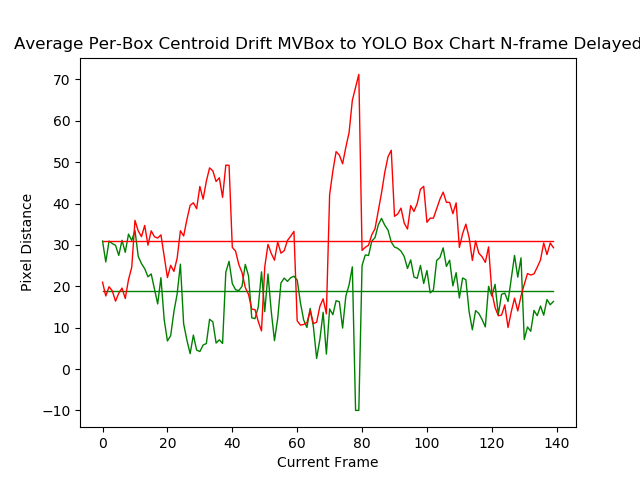 Average Per-Box Centroid Drift MVBox to YOLO Box Chart N-frame Delayed
70
60
50
40
30
20
10
0
−10
Pixel Distance
0 20 40 60 80 100 120 140
Current Frame